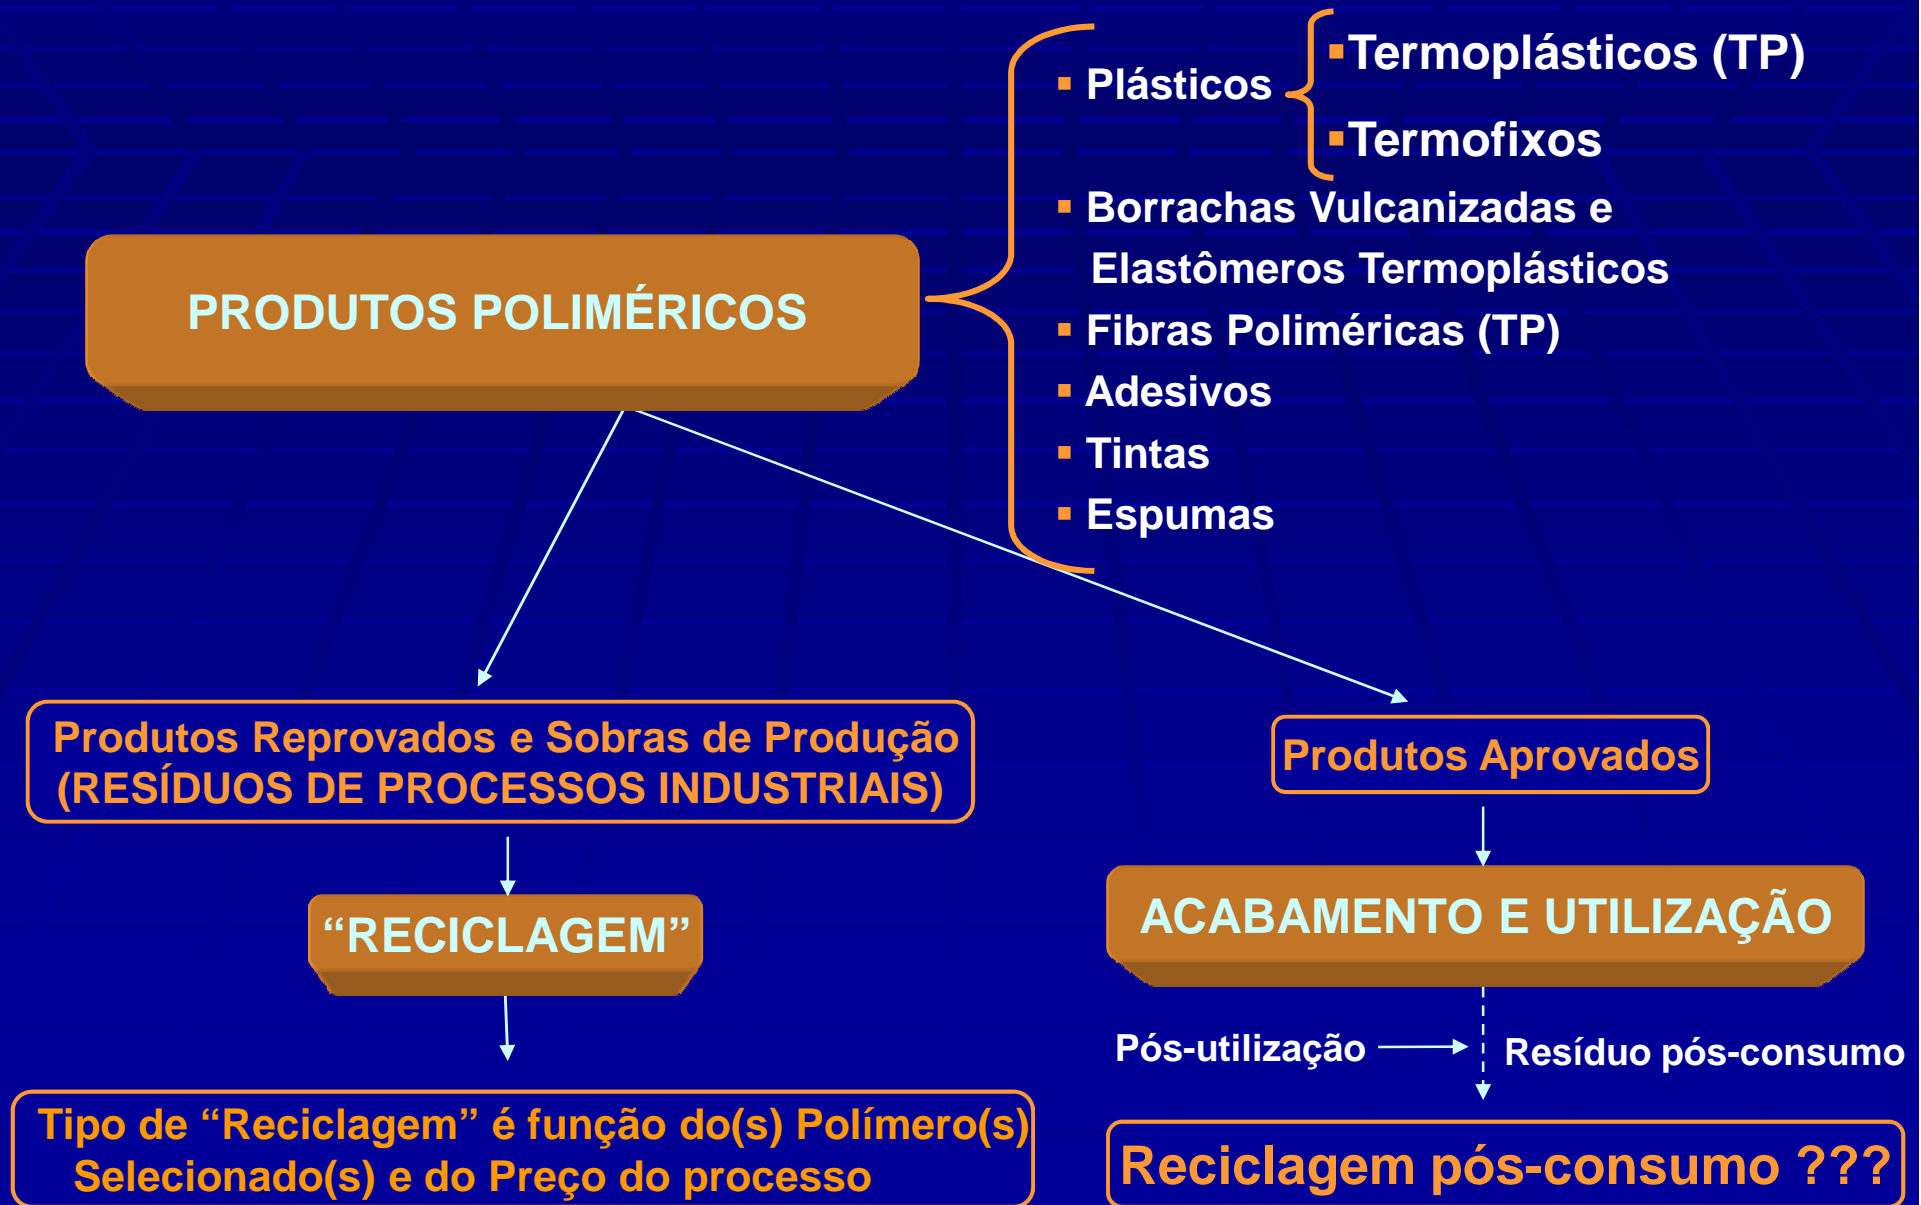 ▪Termoplásticos (TP)
▪ Plásticos
▪Termofixos
▪ Borrachas Vulcanizadas e
Elastômeros Termoplásticos
▪ Fibras Poliméricas (TP)
▪ Adesivos
▪ Tintas
▪ Espumas
PRODUTOS POLIMÉRICOS
Produtos Reprovados e Sobras de Produção
(RESÍDUOS DE PROCESSOS INDUSTRIAIS)
Produtos Aprovados
“RECICLAGEM”
ACABAMENTO E UTILIZAÇÃO
Pós-utilização
Resíduo pós-consumo
Tipo de “Reciclagem” é função do(s) Polímero(s)
Selecionado(s) e do Preço do processo
Reciclagem pós-consumo ???